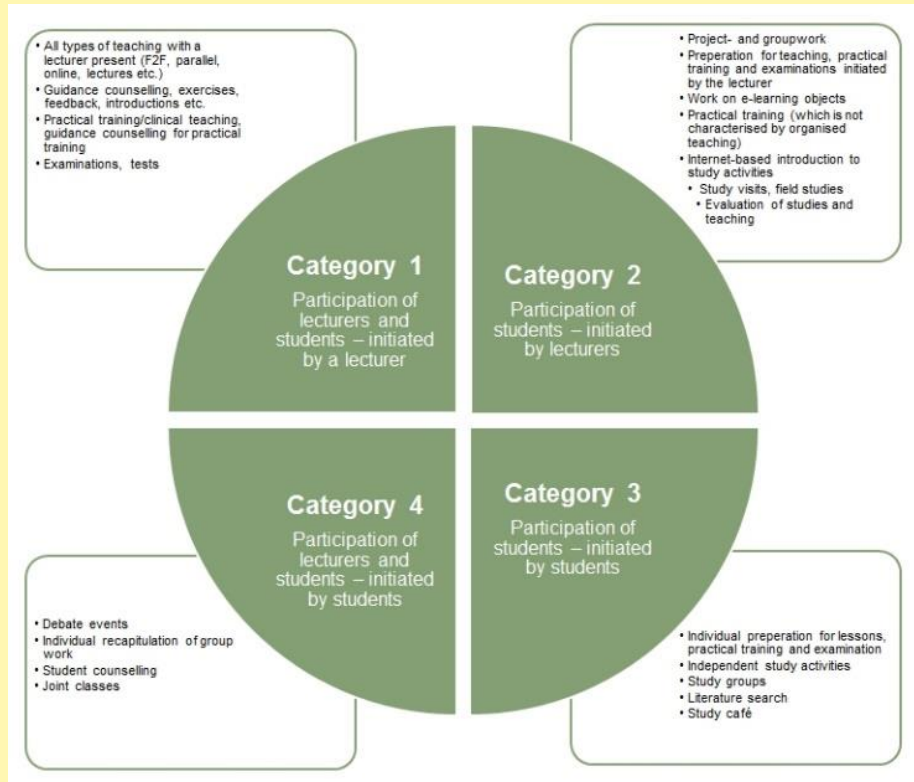 • All types of teaching with a
lecturer present (F2F, parallel,
online, lectures etc.)
• Guidance counselling, exercises,
feedback, introductions etc.
• Practical training/clinical teaching,
guidance counselling for practical
training
• Examinations, tests
• Project- and groupwork
• Preparation for teaching, practical
training and examinations initiated
by the lecturer
• Work on e-learning objects
• Practical training (which is not
characterised by organised
teaching)
• Internet-based introduction to
study activities
• Study visits, field studies
• Evaluation of studies and
teaching
Category 1
Participation of
lecturers and
students – initiated
by a lecturer
Category 2
Participation of
students – initiated
by lecturers
Category 4
Participation of
lecturers and
students – initiated
by students
Category 3
Participation of
students – initiated
by students
• Debate events
• Individual recapitulation of group
work
• Student counselling
• Joint classes
• Individual preparation for lessons,
practical training and examination
• Independent study activities
• Study groups
• Literature search
• Study café